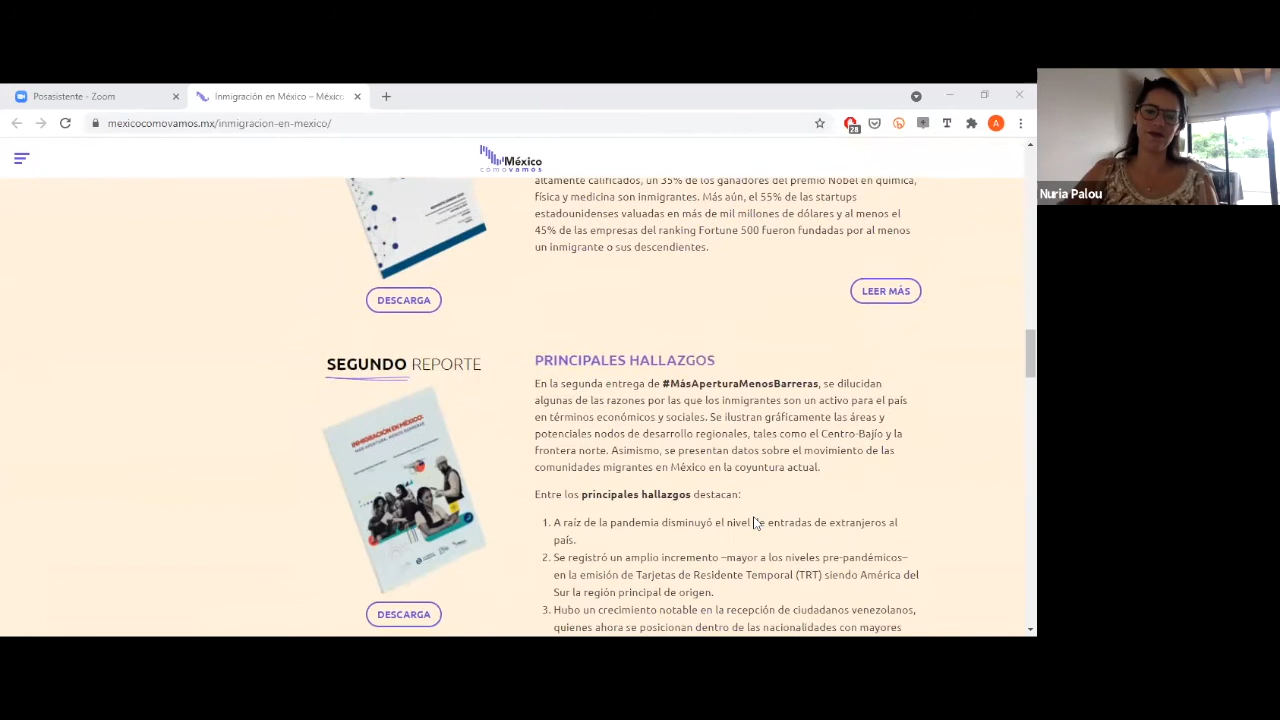 Posasistente - Zoom
Inmigración en México – México
mexicocomovamos.mx/inmigracion-en-mexico/
28
A
México
comovamos
Nuria Palou
altamente calificados, un 35% de los ganadores del premio Nobel en química,
física y medicina son inmigrantes. Más aún, el 55% de las startups
estadounidenses valuadas en más de mil millones de dólares y al menos el
45% de las empresas del ranking Fortune 500 fueron fundadas por al menos
un inmigrante o sus descendientes.
DESCARGA
LEER MÁS
SEGUNDO REPORTE
INMIGRACIÓN EN MÉXICO:
MÁS APERTURA, MENOS BARRERAS
DESCARGA
PRINCIPALES HALLAZGOS
En la segunda entrega de #MásAperturaMenosBarreras, se dilucidan
algunas de las razones por las que los inmigrantes son un activo para el país
en términos económicos y sociales. Se ilustran gráficamente las áreas y
potenciales nodos de desarrollo regionales, tales como el Centro-Bajío y la
frontera norte. Asimismo, se presentan datos sobre el movimiento de las
comunidades migrantes en México en la coyuntura actual.
Entre los principales hallazgos destacan:
1. A raíz de la pandemia disminuyó el nivel de entradas de extranjeros al
país.
2. Se registró un amplio incremento –mayor a los niveles pre-pandémicos–
en la emisión de Tarjetas de Residente Temporal (TRT) siendo América del
Sur la región principal de origen.
3. Hubo un crecimiento notable en la recepción de ciudadanos venezolanos,
quienes ahora se posicionan dentro de las nacionalidades con mayores